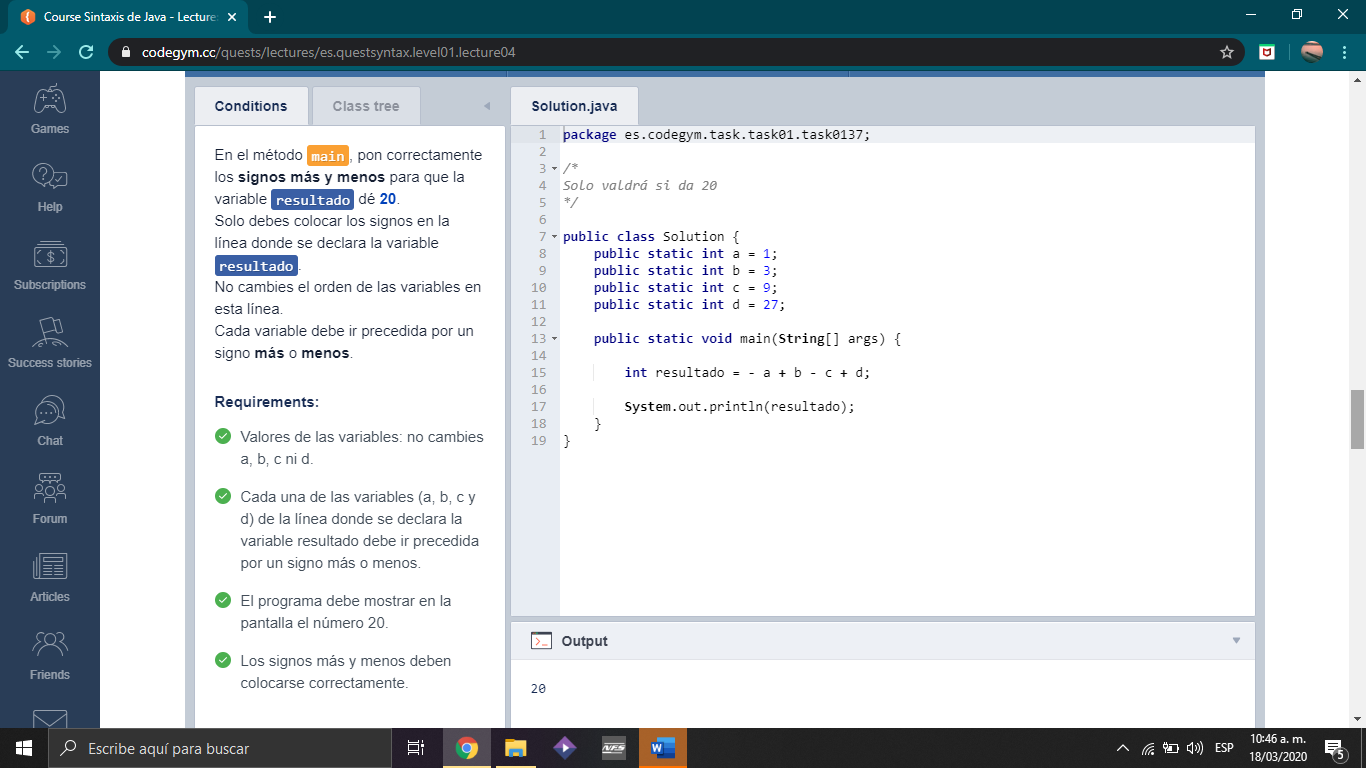 Course Sintaxis de Java - Lecture:
codegym.cc/quests/lectures/es.questsyntax.level01.lecture04
Games
Help
Subscriptions
Success stories
Chat
Forum
Articles
Friends
Conditions
Class tree
En el método main, pon correctamente
los signos más y menos para que la
variable resultado dé 20.
Solo debes colocar los signos en la
línea donde se declara la variable
resultado.
No cambies el orden de las variables en
esta línea.
Cada variable debe ir precedida por un
signo más o menos.
Requirements:
Valores de las variables: no cambies
a, b, c ni d.
Cada una de las variables (a, b, c y
d) de la línea donde se declara la
variable resultado debe ir precedida
por un signo más o menos.
El programa debe mostrar en la
pantalla el número 20.
Los signos más y menos deben
colocarse correctamente.
Solution.java
1 package es.codegym.task.task01.task0137;
2
3 /*
4 Solo valdrá si da 20
5 */
6
7 public class Solution {
8 public static int a = 1;
9 public static int b = 3;
10 public static int c = 9;
11 public static int d = 27;
12
13 public static void main(String[] args) {
14
15 int resultado = - a + b - c + d;
16
17 System.out.println(resultado);
18 }
19 }
Output
20
Escribe aquí para buscar
NFS
W
ESP
10:46 a. m.
18/03/2020
5